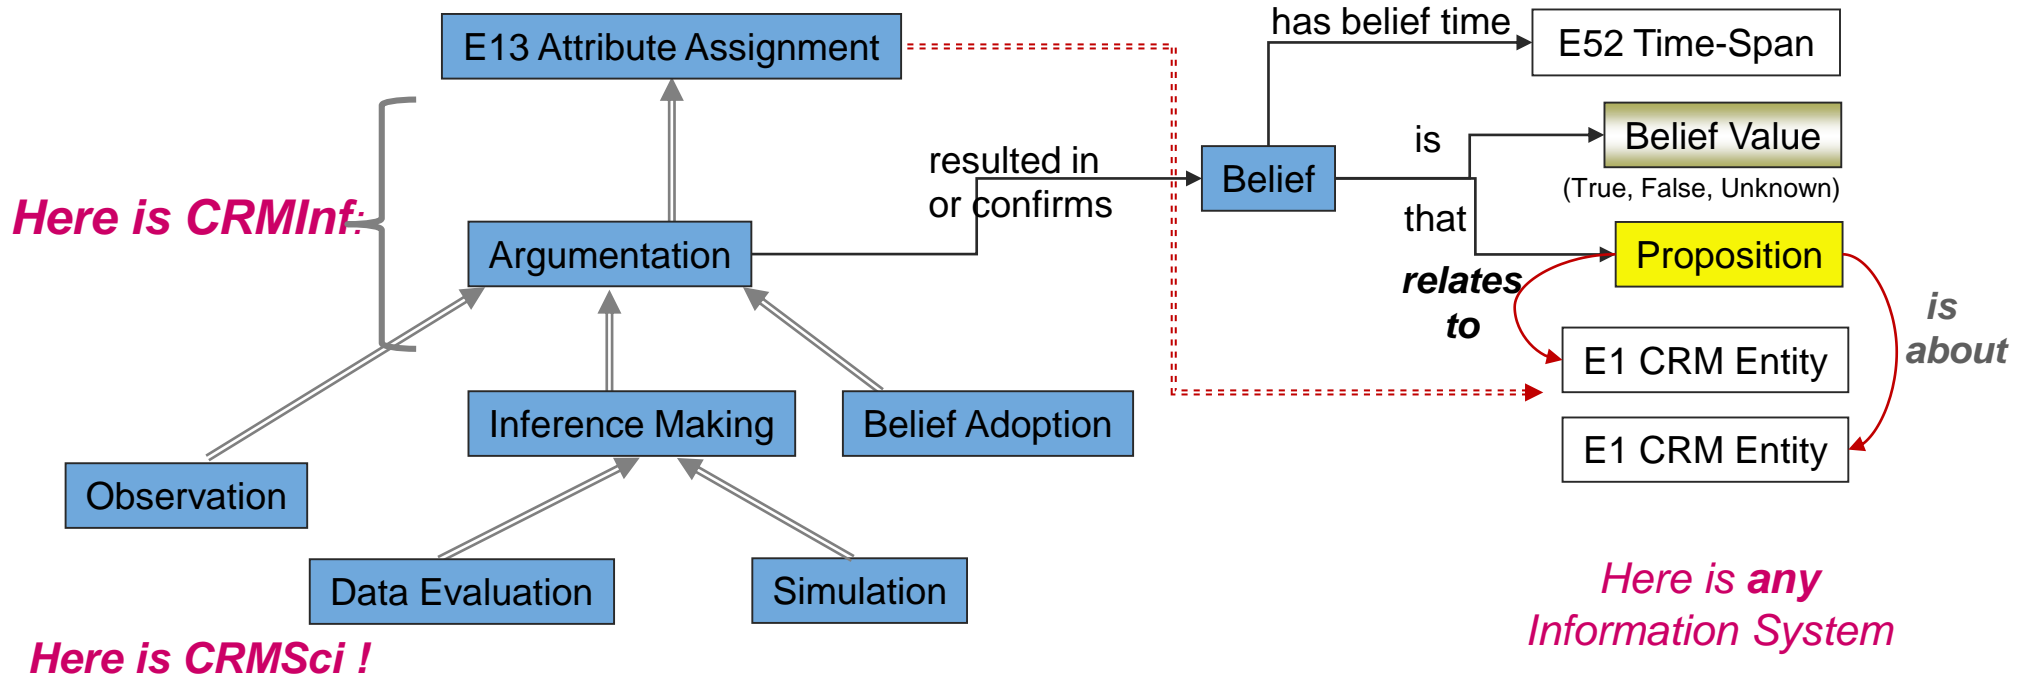 E13 Attribute Assignment
has belief time
E52 Time-Span
is
Belief Value
(True, False, Unknown)
resulted in
or confirms
Belief
that
Here is CRMInf:
Argumentation
Proposition
relates
to
is
about
E1 CRM Entity
Inference Making
Belief Adoption
E1 CRM Entity
Observation
Data Evaluation
Simulation
Here is any
Information System
Here is CRMSci !